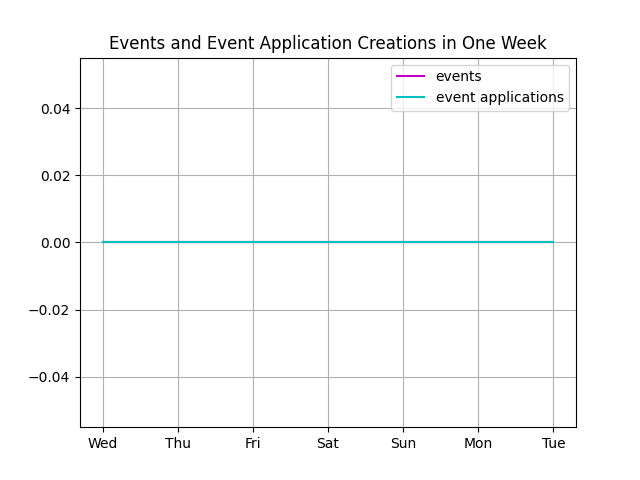 Events and Event Application Creations in One Week
events
event applications
0.04
0.02
0.00
−0.02
−0.04
Wed Thu Fri Sat Sun Mon Tue